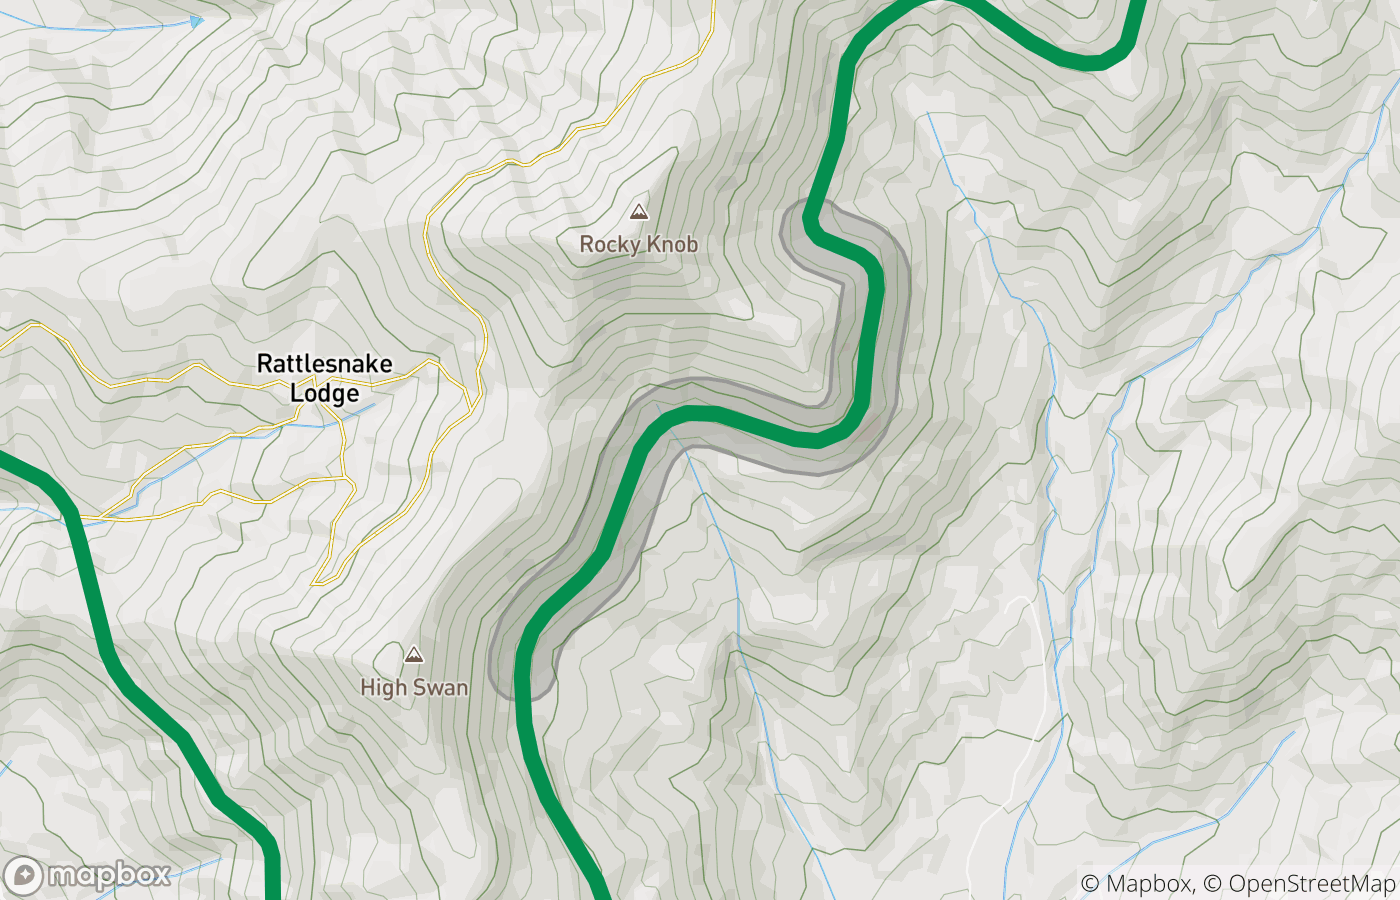 Rocky Knob
Rattlesnake
Lodge
High Swan
mapbox
© Mapbox, © OpenStreetMap